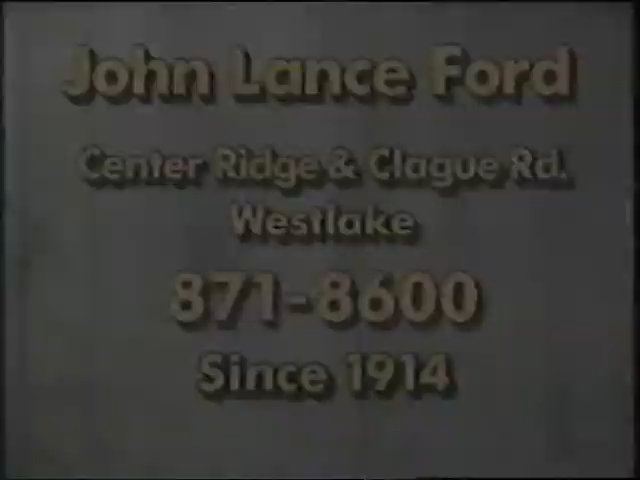 John Lance Ford
Center Ridge & Clague Rd.
Westlake
871-8600
Since 1914